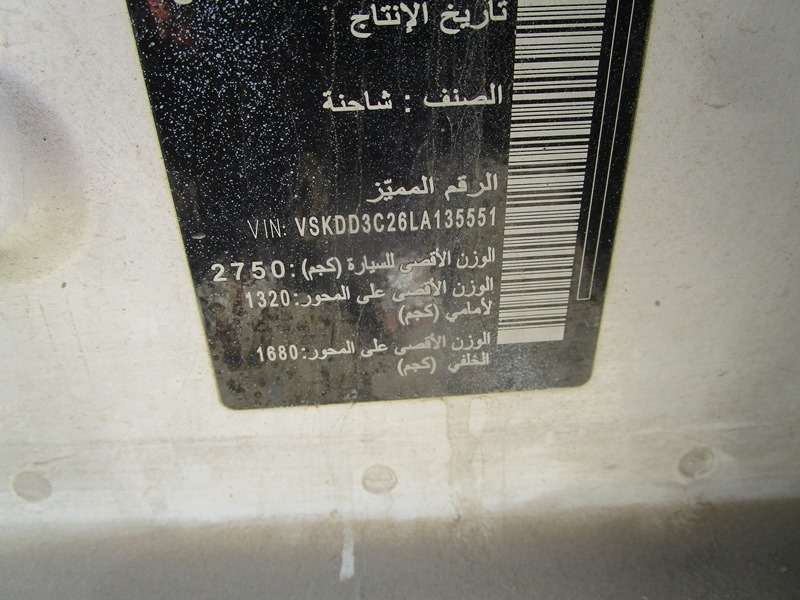 تاريخ الإنتاج
الصنف : شاحنة
الرقم المميّز
VIN: VSKDD3C26LA135551
الوزن الأقصى للسيارة (كجم): 2750
الوزن الأقصى على المحور: 1320
لأمامي (كجم)
الوزن الأقصى على المحور: 1680
الخلفي (كجم)